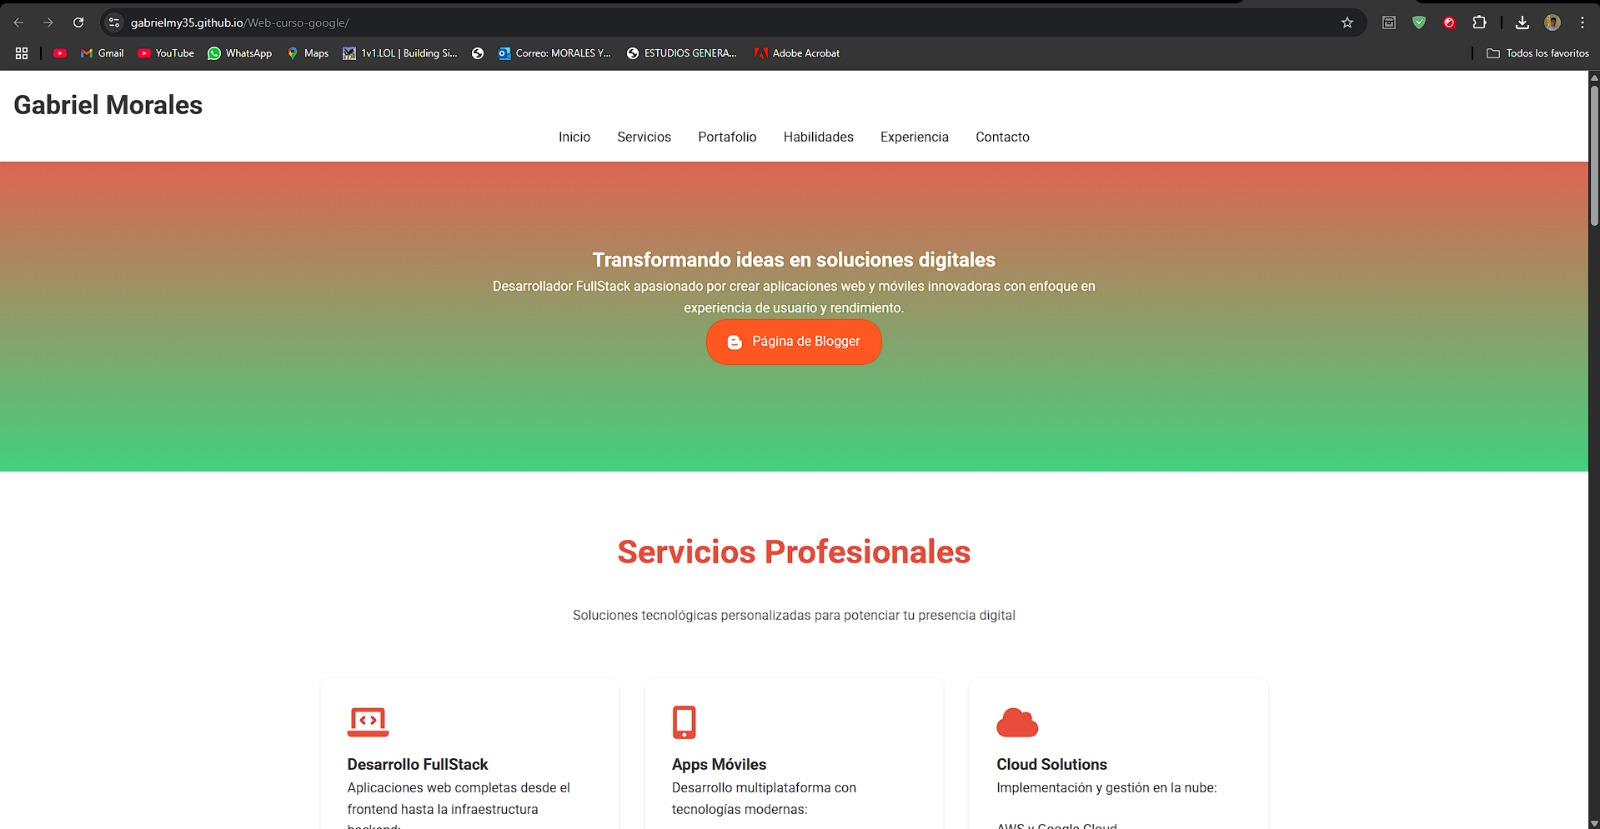 gabrielmy35.github.io/Web-curso-google/
Gmail YouTube WhatsApp Maps 1v1.LOL | Building Si... Correo: MORALES Y... ESTUDIOS GENERA... Adobe Acrobat Todos los favoritos
Gabriel Morales
Inicio Servicios Portafolio Habilidades Experiencia Contacto
Transformando ideas en soluciones digitales
Desarrollador FullStack apasionado por crear aplicaciones web y móviles innovadoras con enfoque en
experiencia de usuario y rendimiento.
Página de Blogger
Servicios Profesionales
Soluciones tecnológicas personalizadas para potenciar tu presencia digital
Desarrollo FullStack
Aplicaciones web completas desde el
frontend hasta la infraestructura
backend:
Apps Móviles
Desarrollo multiplataforma con
tecnologías modernas:
Cloud Solutions
Implementación y gestión en la nube:
AWS y Google Cloud